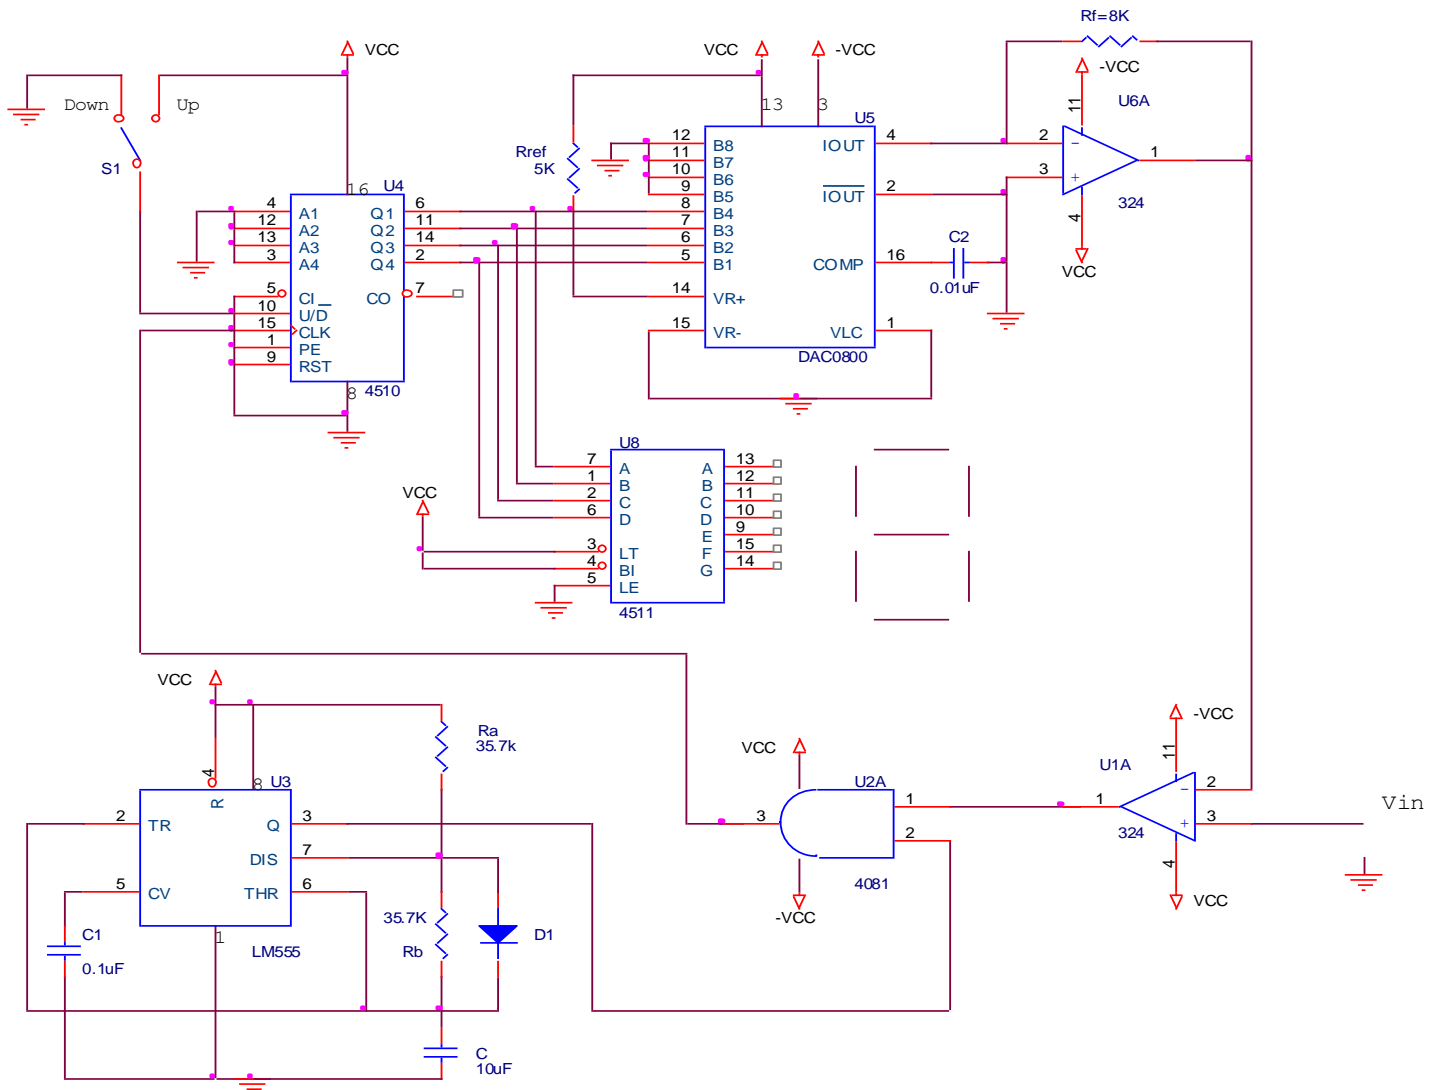 Rf=8K
VCC
VCC
-VCC
-VCC
Down
Up
13
3
11
U6A
S1
U5
Rref
5K
12
B8
IOUT
4
2
−
11
B7
10
B6
1
16
U4
9
B5
IOUT
2
3
+
324
4
A1
Q1
6
8
B4
12
A2
Q2
11
7
B3
13
A3
Q3
14
6
B2
4
3
A4
Q4
2
5
B1
COMP
16
C2
0.01uF
VCC
5
CI
CO
7
14
VR+
10
U/D
15
CLK
15
VR-
VLC
1
1
PE
9
RST
DAC0800
8
4510
U8
7
A
A
13
1
B
B
12
VCC
2
C
C
11
6
D
D
10
E
9
3
LT
F
15
4
BI
G
14
5
LE
4511
VCC
-VCC
Ra
35.7k
VCC
11
4
8
U3
R
U2A
U1A
2
−
1
1
2
TR
Q
3
3
3
+
Vin
2
324
DIS
7
4
5
CV
THR
6
4081
VCC
-VCC
35.7K
Rb
D1
C1
0.1uF
1
LM555
C
10uF